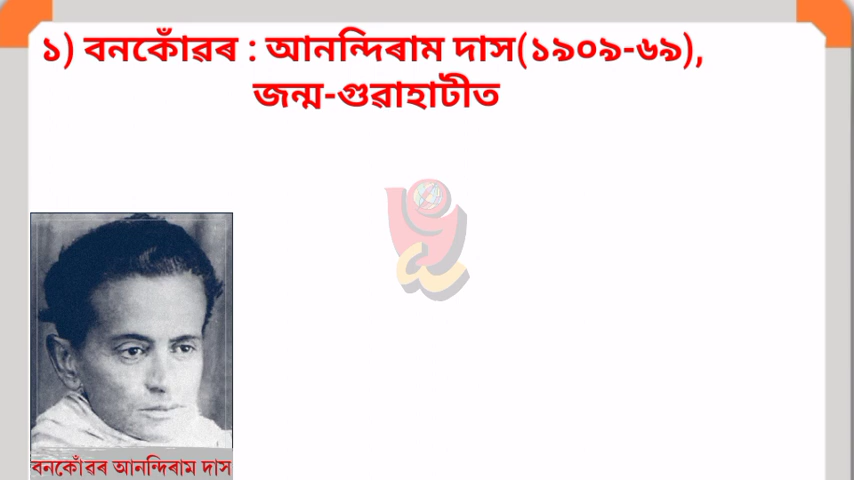 ১) বনকোঁৱৰ : আনন্দিৰাম দাস(১৯০৯-৬৯),
জন্ম-গুৱাহাটীত
বনকোঁৱৰ আনন্দিৰাম দাস